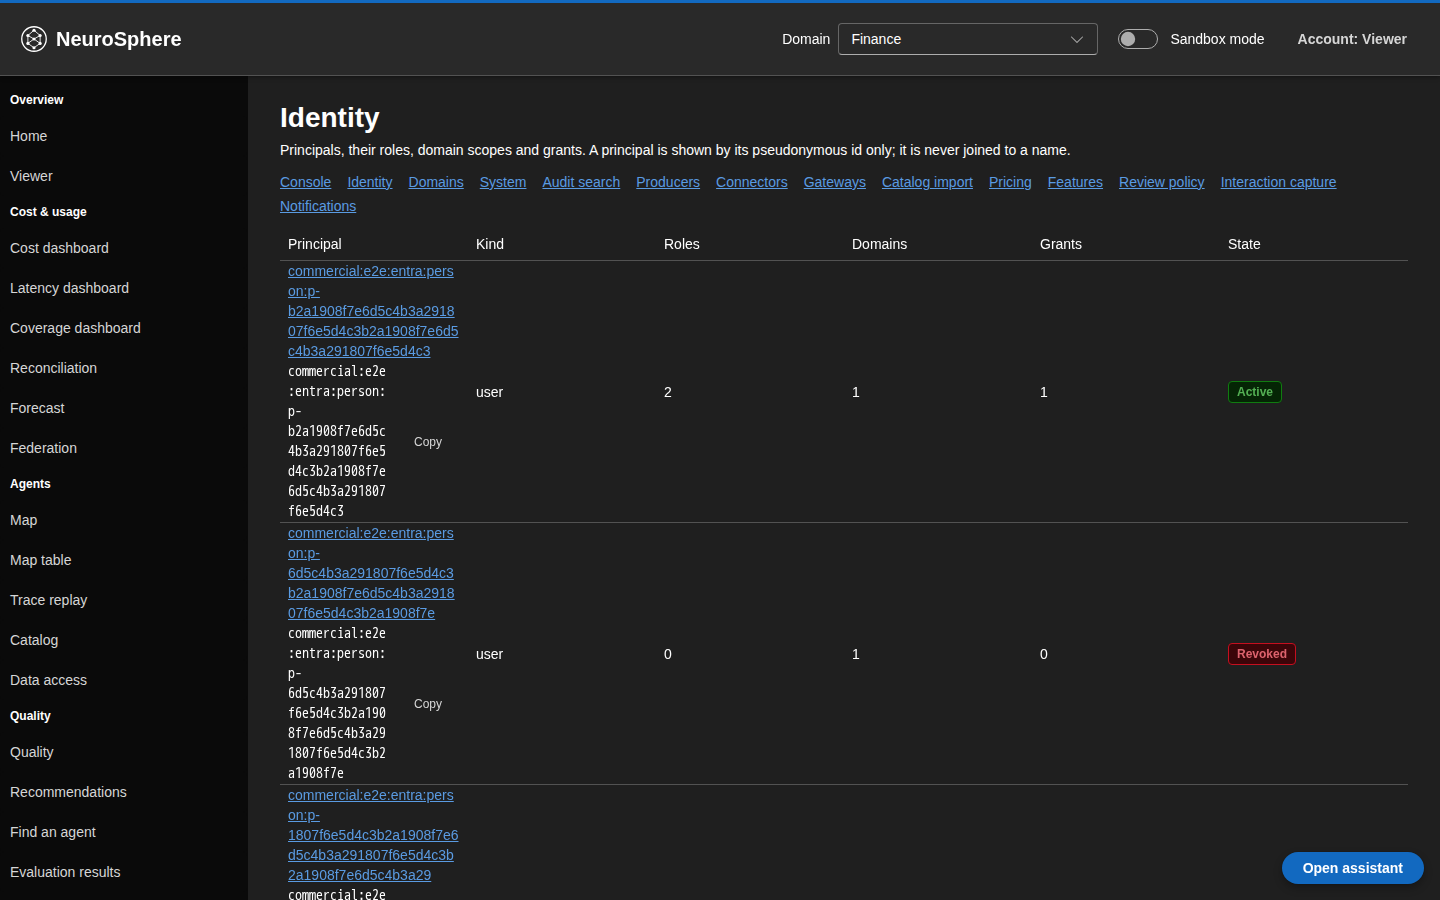 NeuroSphere
Domain
Finance
Sandbox mode
Account: Viewer
Overview
Home
Viewer
Cost & usage
Cost dashboard
Latency dashboard
Coverage dashboard
Reconciliation
Forecast
Federation
Agents
Map
Map table
Trace replay
Catalog
Data access
Quality
Quality
Recommendations
Find an agent
Evaluation results
Identity
Principals, their roles, domain scopes and grants. A principal is shown by its pseudonymous id only; it is never joined to a name.
Console Identity Domains System Audit search Producers Connectors Gateways Catalog import Pricing Features Review policy Interaction capture
Notifications
Principal Kind Roles Domains Grants State
commercial:e2e:entra:pers
on:p-
b2a1908f7e6d5c4b3a2918
07f6e5d4c3b2a1908f7e6d5
c4b3a291807f6e5d4c3
commercial:e2e
:entra:person:
p-
b2a1908f7e6d5c
4b3a291807f6e5
d4c3b2a1908f7e
6d5c4b3a291807
f6e5d4c3
Copy
user 2 1 1 Active
commercial:e2e:entra:pers
on:p-
6d5c4b3a291807f6e5d4c3
b2a1908f7e6d5c4b3a2918
07f6e5d4c3b2a1908f7e
commercial:e2e
:entra:person:
p-
6d5c4b3a291807
f6e5d4c3b2a190
8f7e6d5c4b3a29
1807f6e5d4c3b2
a1908f7e
Copy
user 0 1 0 Revoked
commercial:e2e:entra:pers
on:p-
1807f6e5d4c3b2a1908f7e6
d5c4b3a291807f6e5d4c3b
2a1908f7e6d5c4b3a29
commercial:e2e
Open assistant